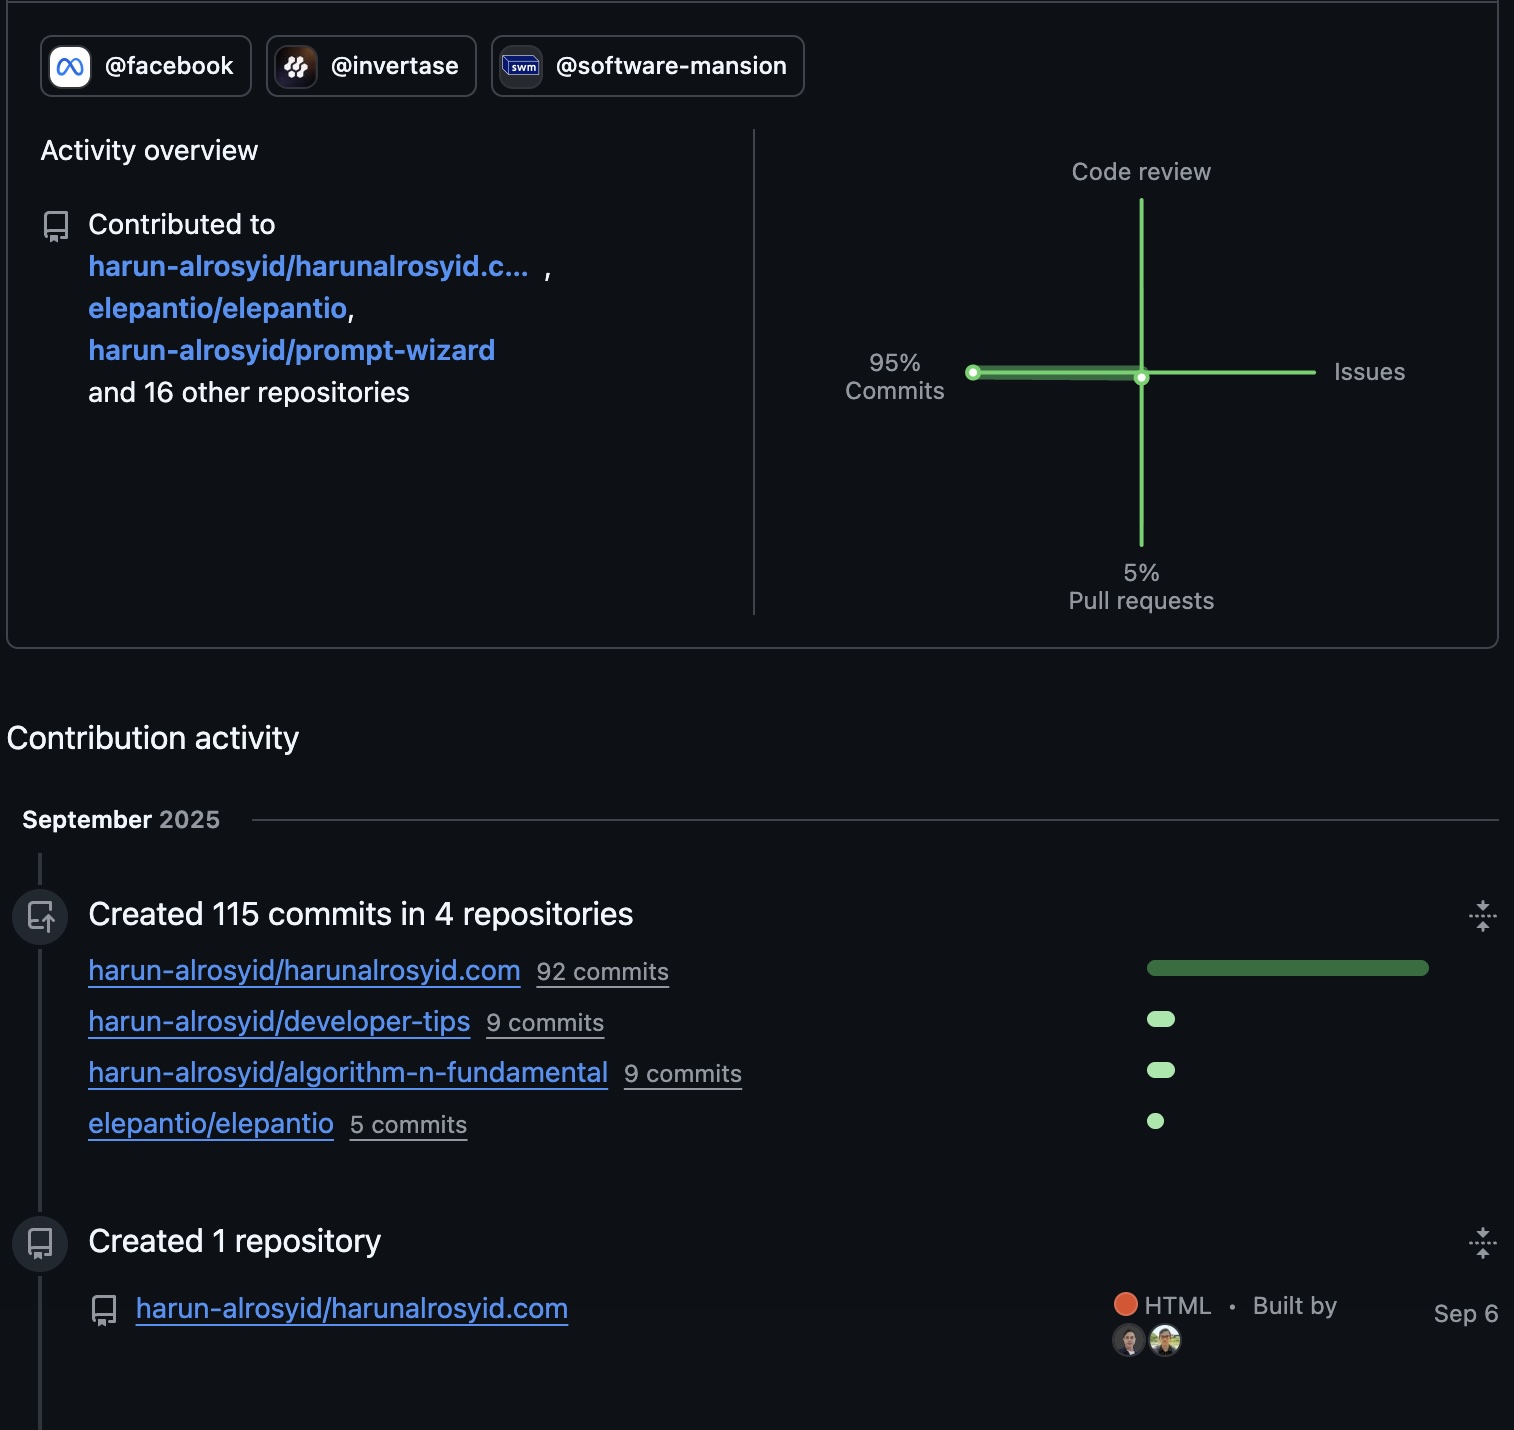 @facebook
@invertase
swm
@software-mansion
Activity overview
Contributed to
harun-alrosyid/harunalrosyid.c... ,
elepantio/elepantio,
harun-alrosyid/prompt-wizard
and 16 other repositories
Code review
95%
Commits
Issues
5%
Pull requests
Contribution activity
September 2025
Created 115 commits in 4 repositories
harun-alrosyid/harunalrosyid.com 92 commits
harun-alrosyid/developer-tips 9 commits
harun-alrosyid/algorithm-n-fundamental 9 commits
elepantio/elepantio 5 commits
Created 1 repository
harun-alrosyid/harunalrosyid.com
HTML • Built by
Sep 6